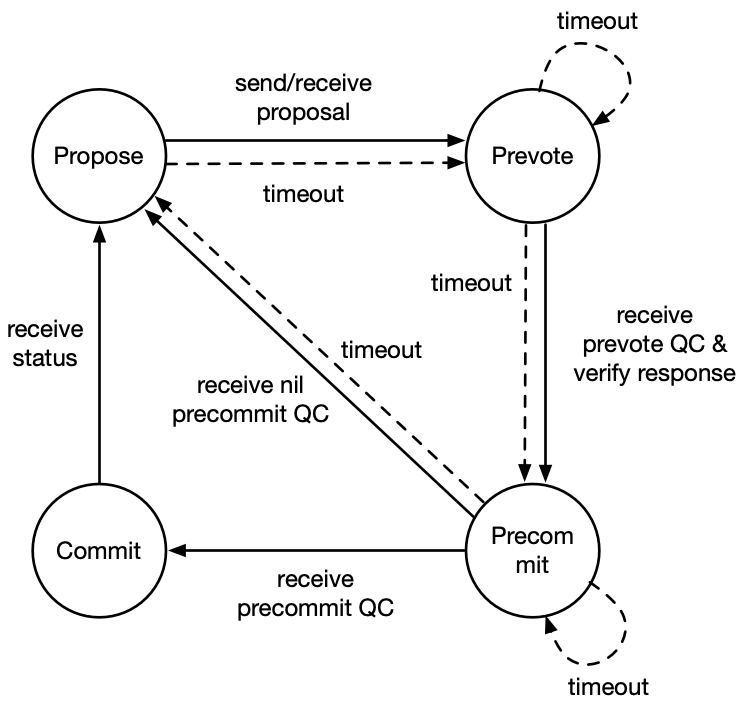 timeout
send/receive
proposal
Propose
Prevote
timeout
timeout
receive
prevote QC &
verify response
receive
status
timeout
receive nil
precommit QC
Commit
Precom
mit
receive
precommit QC
timeout